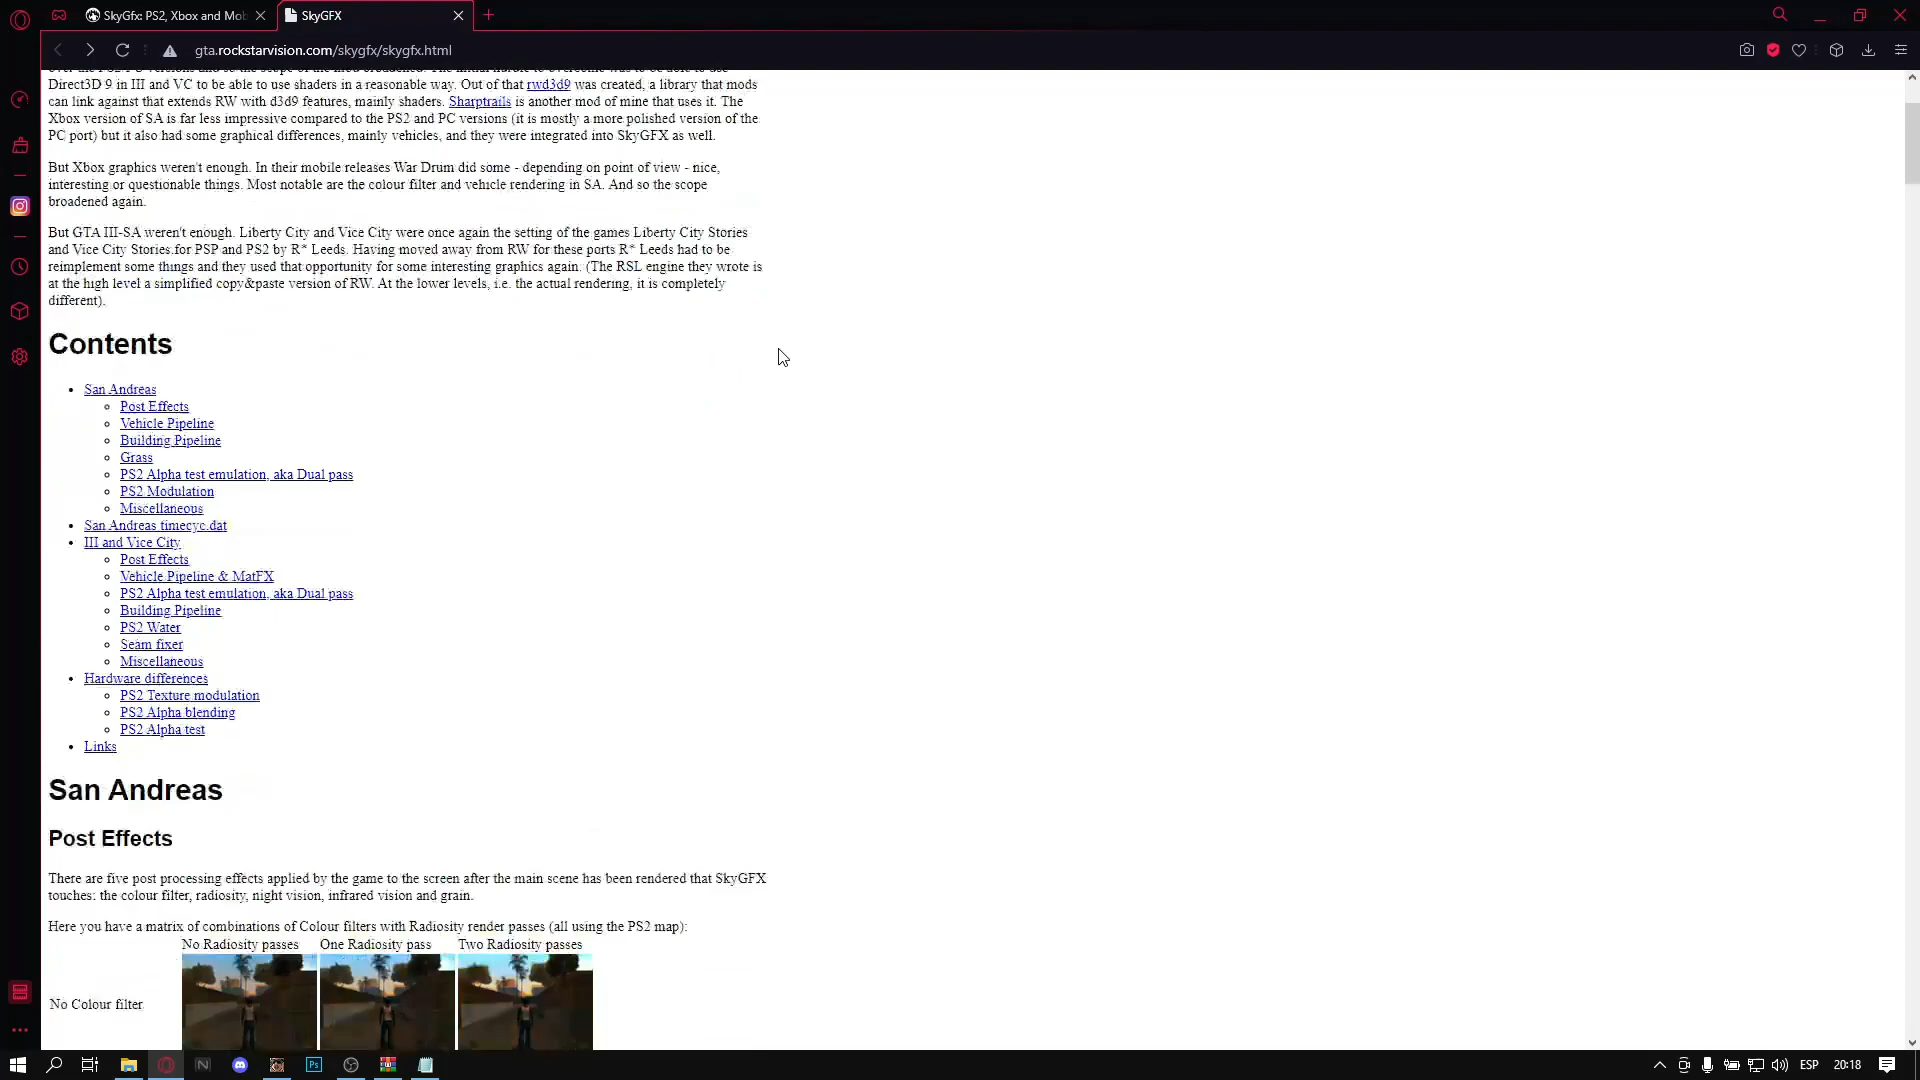 SkyGfx: PS2, Xbox and Mob
SkyGFX
gta.rockstarvision.com/skygfx/skygfx.html
Direct3D 9 in III and VC to be able to use shaders in a reasonable way. Out of that rwd3d9 was created, a library that mods
can link against that extends RW with d3d9 features, mainly shaders. Sharptrails is another mod of mine that uses it. The
Xbox version of SA is far less impressive compared to the PS2 and PC versions (it is mostly a more polished version of the
PC port) but it also had some graphical differences, mainly vehicles, and they were integrated into SkyGFX as well.
But Xbox graphics weren't enough. In their mobile releases War Drum did some - depending on point of view - nice,
interesting or questionable things. Most notable are the colour filter and vehicle rendering in SA. And so the scope
broadened again.
But GTA III-SA weren't enough. Liberty City and Vice City were once again the setting of the games Liberty City Stories
and Vice City Stories for PSP and PS2 by R* Leeds. Having moved away from RW for these ports R* Leeds had to be
reimplement some things and they used that opportunity for some interesting graphics again. (The RSL engine they wrote is
at the high level a simplified copy&paste version of RW. At the lower levels, i.e. the actual rendering, it is completely
different).
Contents
San Andreas
Post Effects
Vehicle Pipeline
Building Pipeline
Grass
PS2 Alpha test emulation, aka Dual pass
PS2 Modulation
Miscellaneous
San Andreas timecyc.dat
III and Vice City
Post Effects
Vehicle Pipeline & MatFX
PS2 Alpha test emulation, aka Dual pass
Building Pipeline
PS2 Water
Seam fixer
Miscellaneous
Hardware differences
PS2 Texture modulation
PS2 Alpha blending
PS2 Alpha test
Links
San Andreas
Post Effects
There are five post processing effects applied by the game to the screen after the main scene has been rendered that SkyGFX
touches: the colour filter, radiosity, night vision, infrared vision and grain.
Here you have a matrix of combinations of Colour filters with Radiosity render passes (all using the PS2 map):
No Radiosity passes One Radiosity pass Two Radiosity passes
No Colour filter
Ps
ESP 20:18